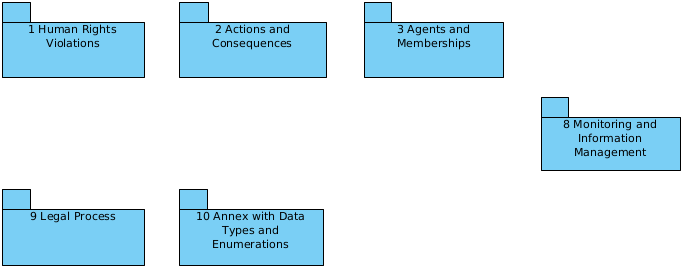 1 Human Rights
Violations
2 Actions and
Consequences
3 Agents and
Memberships
8 Monitoring and
Information
Management
9 Legal Process
10 Annex with Data
Types and
Enumerations